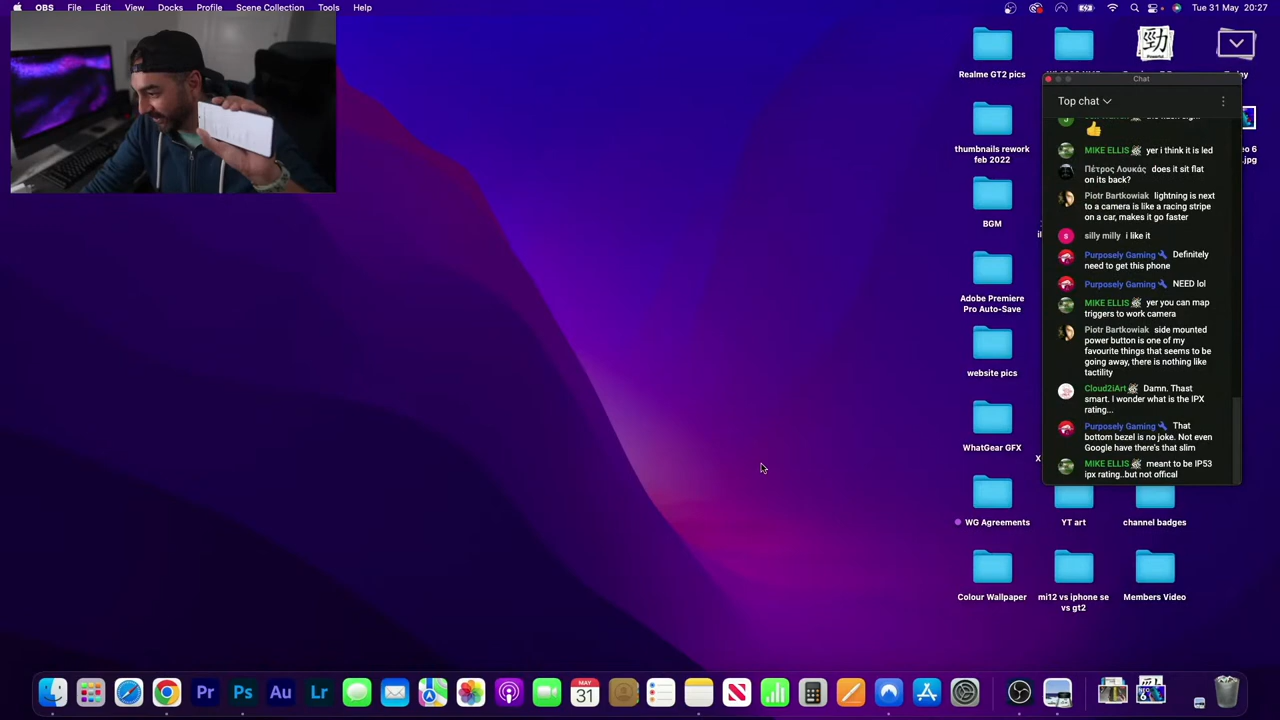 OBS File Edit View Docks Profile Scene Collection Tools Help
Tue 31 May 20:27
勁
Realme GT2 pics
Chat
Top chat
👍
MIKE ELLIS yer i think it is led
Πέτρος Λουκάς does it sit flat
on its back?
Piotr Bartkowiak lightning is next
to a camera is like a racing stripe
on a car, makes it go faster
silly milly i like it
Purposely Gaming Definitely
need to get this phone
Purposely Gaming NEED lol
MIKE ELLIS yer you can map
triggers to work camera
Piotr Bartkowiak side mounted
power button is one of my
favourite things that seems to be
going away, there is nothing like
tactility
Cloud2iArt Damn. Thast
smart. I wonder what is the IPX
rating...
Purposely Gaming That
bottom bezel is no joke. Not even
Google have there's that slim
MIKE ELLIS meant to be IP53
ipx rating..but not offical
thumbnails rework
feb 2022
BGM
Adobe Premiere
Pro Auto-Save
website pics
WhatGear GFX
WG Agreements
YT art
channel badges
Colour Wallpaper
mi12 vs iphone se
vs gt2
Members Video
Pr
Ps
Au
Lr
MAY
31